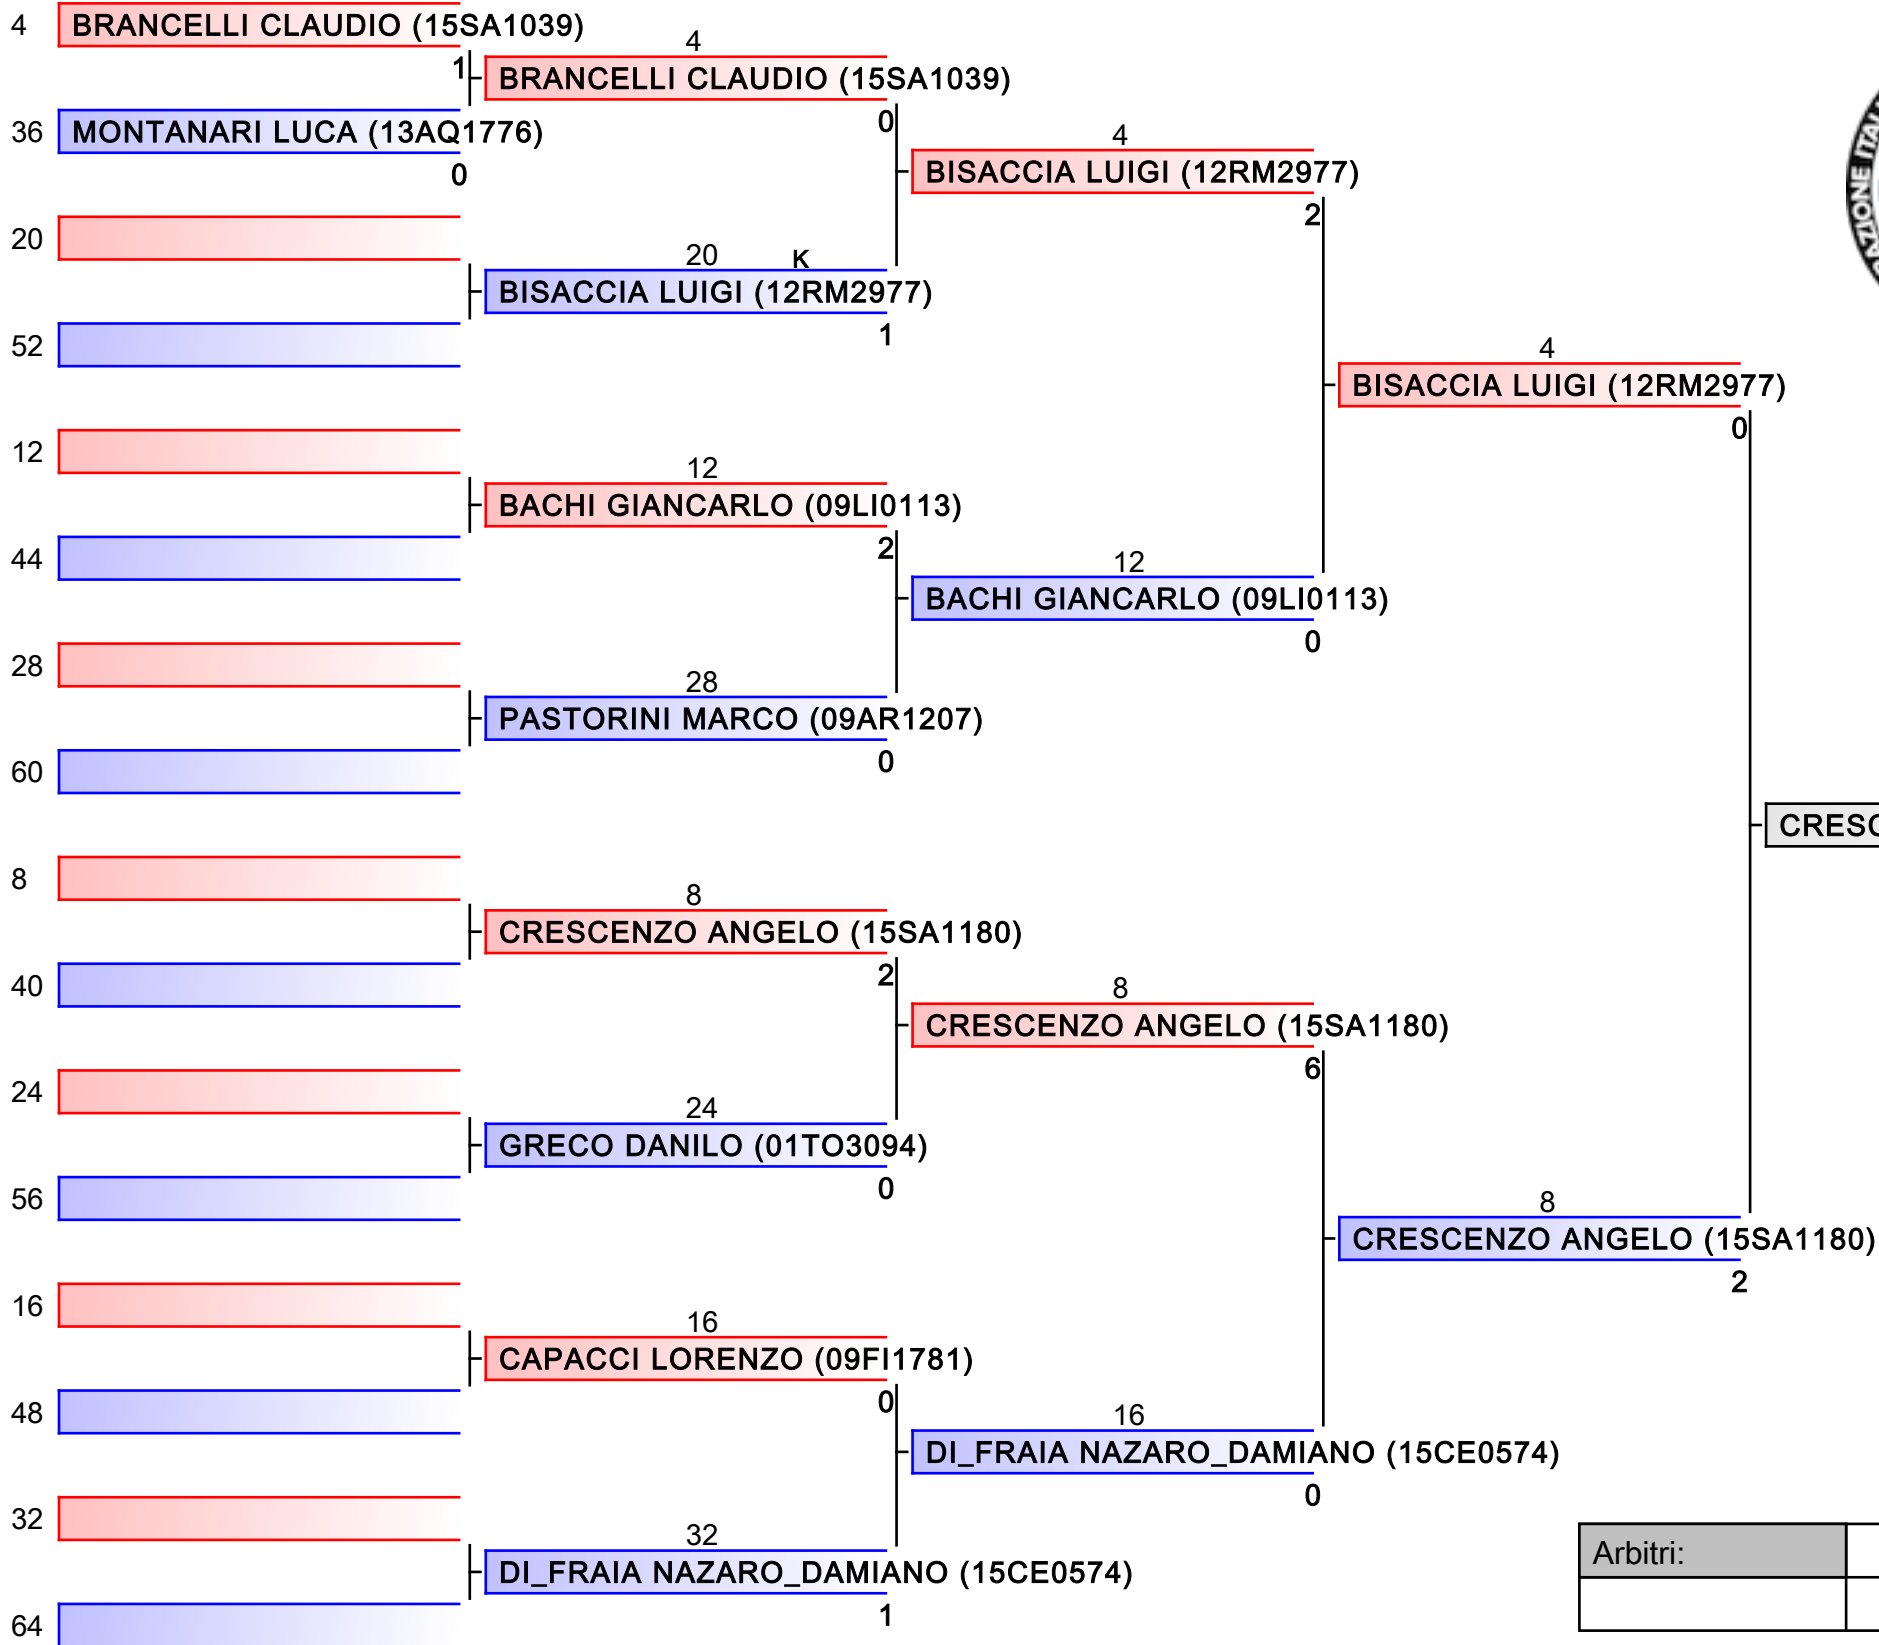 4 BRANCELLI CLAUDIO (15SA1039)
1
4
BRANCELLI CLAUDIO (15SA1039)
0
36 MONTANARI LUCA (13AQ1776)
0
4
BISACCIA LUIGI (12RM2977)
2
20
20 K
BISACCIA LUIGI (12RM2977)
1
52
4
BISACCIA LUIGI (12RM2977)
0
12
12
BACHI GIANCARLO (09LI0113)
2
44
12
BACHI GIANCARLO (09LI0113)
0
28
28
PASTORINI MARCO (09AR1207)
0
60
8
8
CRESCENZO ANGELO (15SA1180)
2
40
8
CRESCENZO ANGELO (15SA1180)
6
24
24
GRECO DANILO (01TO3094)
0
56
8
CRESCENZO ANGELO (15SA1180)
2
16
16
CAPACCI LORENZO (09FI1781)
0
48
16
DI_FRAIA NAZARO_DAMIANO (15CE0574)
0
32
32
DI_FRAIA NAZARO_DAMIANO (15CE0574)
1
64
Arbitri: